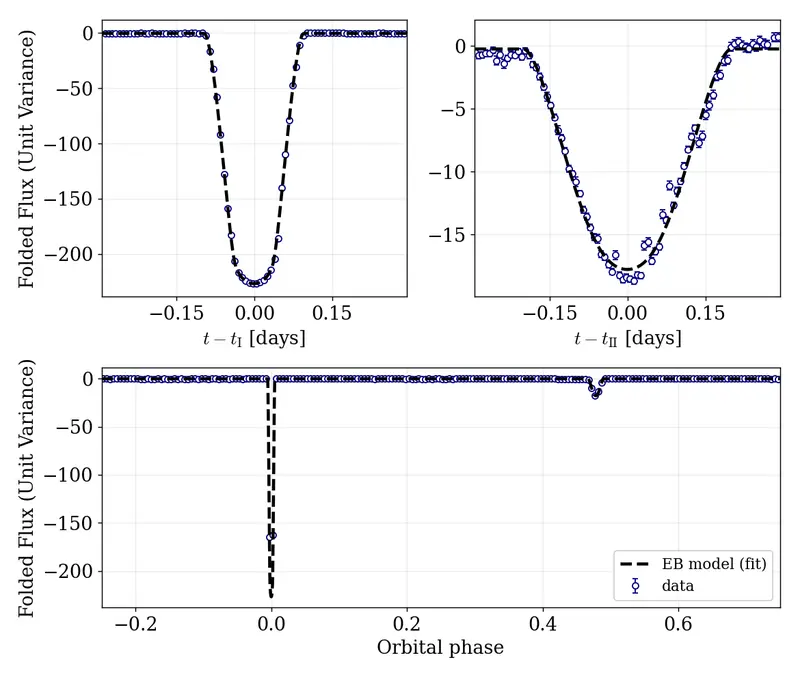 Folded Flux (Unit Variance)
0
−50
−100
−150
−200
−0.15 0.00 0.15
t − t_I [days]
0
−5
−10
−15
−0.15 0.00 0.15
t − t_II [days]
Folded Flux (Unit Variance)
0
−50
−100
−150
−200
EB model (fit)
data
−0.2 0.0 0.2 0.4 0.6
Orbital phase